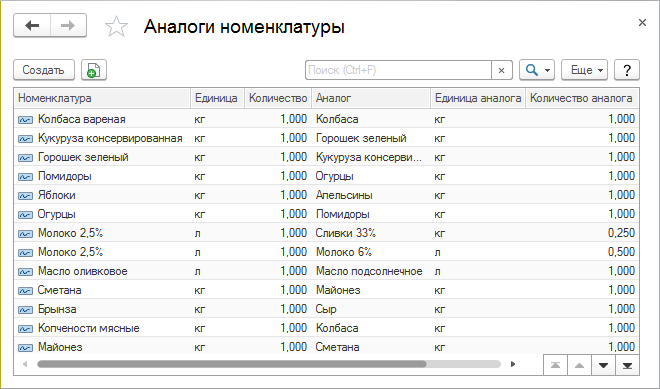 Аналоги номенклатуры
Создать Поиск (Ctrl+F) × Еще ?
Номенклатура Единица Количество Аналог Единица аналога Количество аналога
Колбаса вареная кг 1,000 Колбаса кг 1,000
Кукуруза консервированная кг 1,000 Горошек зеленый кг 1,000
Горошек зеленый кг 1,000 Кукуруза консерви... кг 1,000
Помидоры кг 1,000 Огурцы кг 1,000
Яблоки кг 1,000 Апельсины кг 1,000
Огурцы кг 1,000 Помидоры кг 1,000
Молоко 2,5% л 1,000 Сливки 33% кг 0,250
Молоко 2,5% л 1,000 Молоко 6% л 0,500
Масло оливковое л 1,000 Масло подсолнечное л 1,000
Сметана кг 1,000 Майонез кг 1,000
Брынза кг 1,000 Сыр кг 1,000
Копчености мясные кг 1,000 Колбаса кг 1,000
Майонез кг 1,000 Сметана кг 1,000